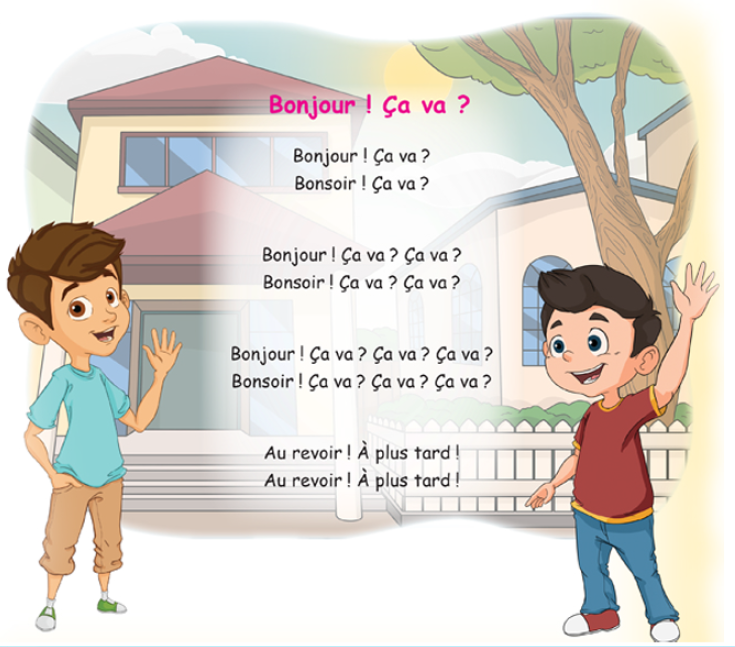 Bonjour ! Ça va ?
Bonjour ! Ça va ?
Bonsoir ! Ça va ?
Bonjour ! Ça va ? Ça va ?
Bonsoir ! Ça va ? Ça va ?
Bonjour ! Ça va ? Ça va ? Ça va ?
Bonsoir ! Ça va ? Ça va ? Ça va ?
Au revoir ! À plus tard !
Au revoir ! À plus tard !